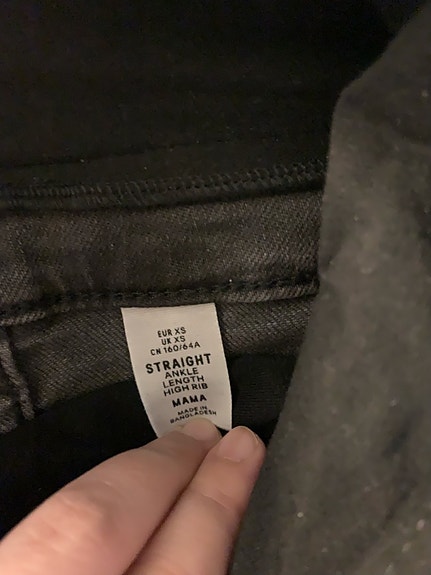 EUR XS
UK XS
CN 160/64A
STRAIGHT
ANKLE
LENGTH
HIGH RIB
MAMA
MADE IN
BANGLADESH